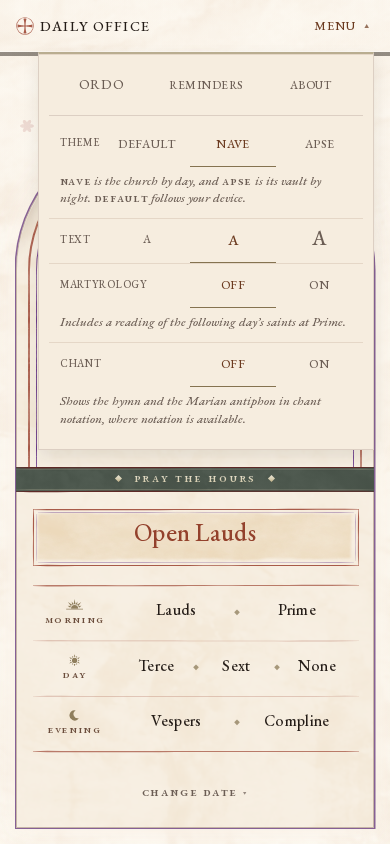 DAILY OFFICE MENU
ORDO REMINDERS ABOUT
THEME DEFAULT NAVE APSE
NAVE is the church by day, and APSE is its vault by
night. DEFAULT follows your device.
TEXT A A A
MARTYROLOGY OFF ON
Includes a reading of the following day's saints at Prime.
CHANT OFF ON
Shows the hymn and the Marian antiphon in chant
notation, where notation is available.
PRAY THE HOURS
Open Lauds
MORNING Lauds Prime
DAY Terce Sext None
EVENING Vespers Compline
CHANGE DATE